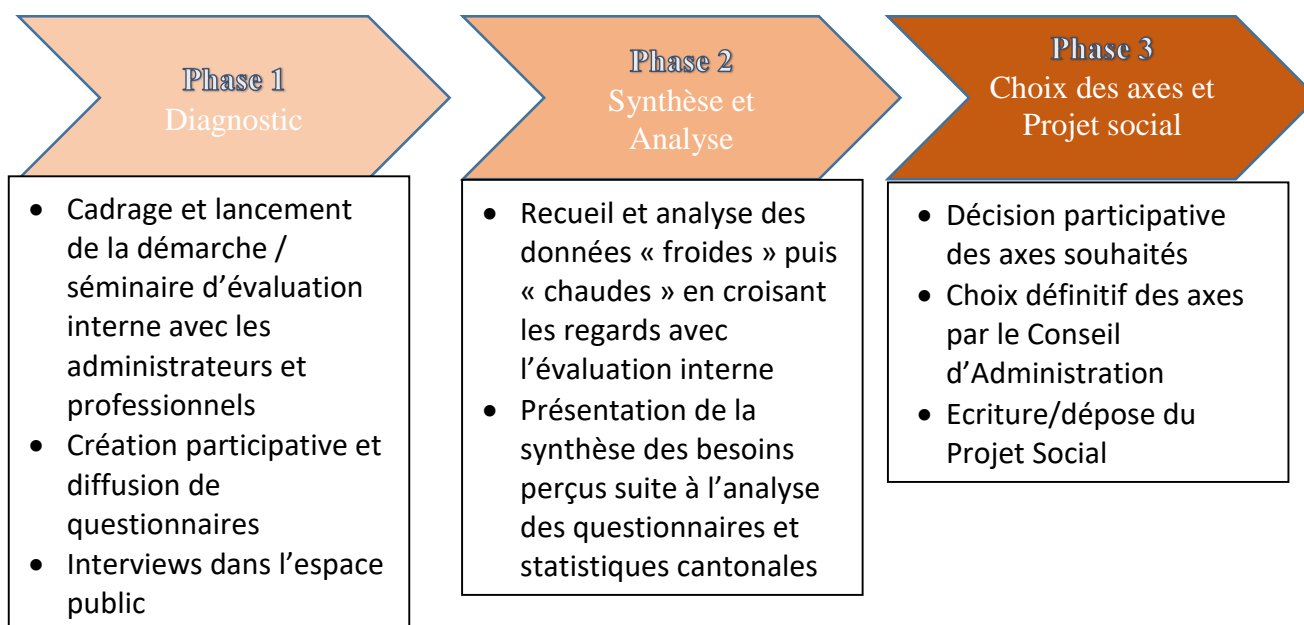 Phase 1
Diagnostic
• Cadrage et lancement
de la démarche /
séminaire d’évaluation
interne avec les
administrateurs et
professionnels
• Création participative et
diffusion de
questionnaires
• Interviews dans l’espace
public
Phase 2
Synthèse et
Analyse
• Recueil et analyse des
données « froides » puis
« chaudes » en croisant
les regards avec
l’évaluation interne
• Présentation de la
synthèse des besoins
perçus suite à l’analyse
des questionnaires et
statistiques cantonales
Phase 3
Choix des axes et
Projet social
• Décision participative
des axes souhaités
• Choix définitif des axes
par le Conseil
d’Administration
• Ecriture/dépose du
Projet Social